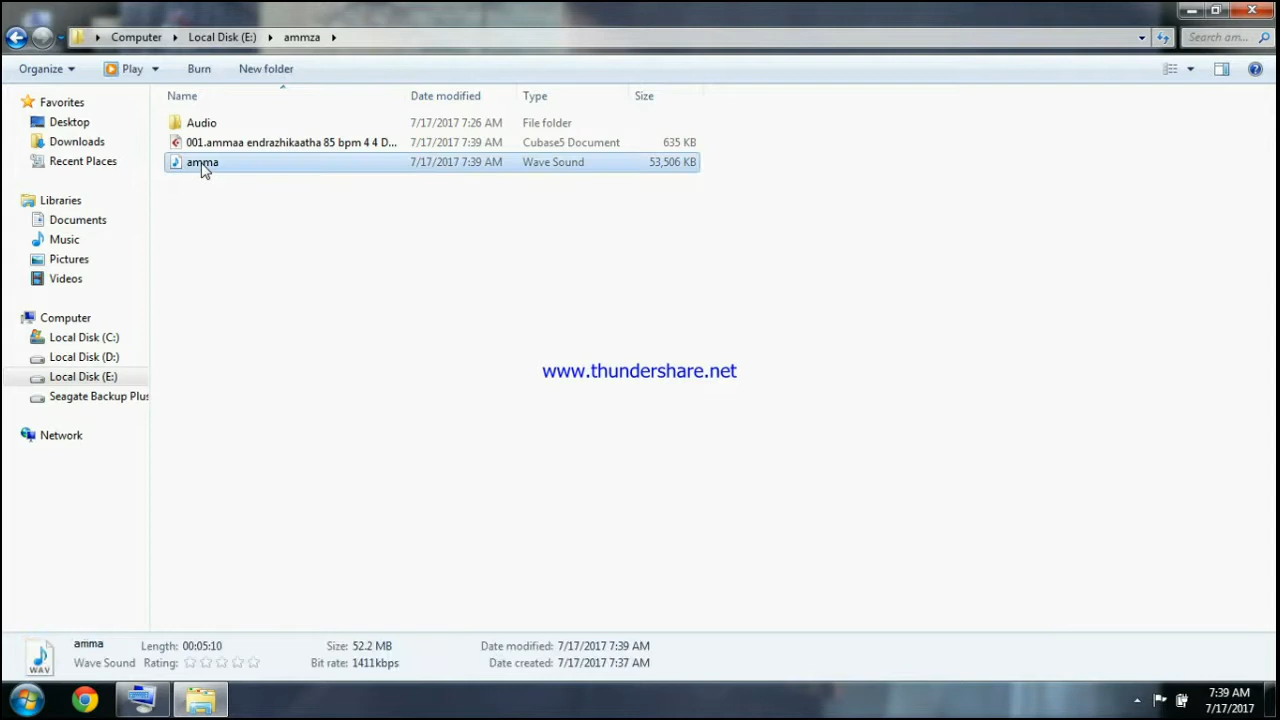 Computer Local Disk (E:) ammza
Search am...
Organize Play Burn New folder
Name Date modified Type Size
Favorites
Desktop
Downloads
Recent Places
Libraries
Documents
Music
Pictures
Videos
Computer
Local Disk (C:)
Local Disk (D:)
Local Disk (E:)
Seagate Backup Plus
Network
Audio 7/17/2017 7:26 AM File folder
001.ammaa endrazhikaatha 85 bpm 4 4 D... 7/17/2017 7:39 AM Cubase5 Document 635 KB
amma 7/17/2017 7:39 AM Wave Sound 53,506 KB
www.thundershare.net
WAV
amma Length: 00:05:10 Size: 52.2 MB Date modified: 7/17/2017 7:39 AM
Wave Sound Rating: Bit rate: 1411kbps Date created: 7/17/2017 7:37 AM
7:39 AM
7/17/2017